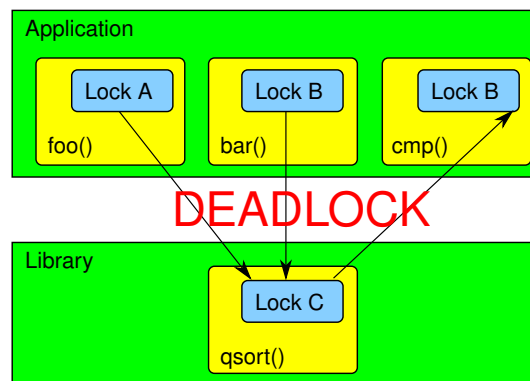 Application
Lock A
Lock B
Lock B
foo()
bar()
cmp()
DEADLOCK
Library
Lock C
qsort()